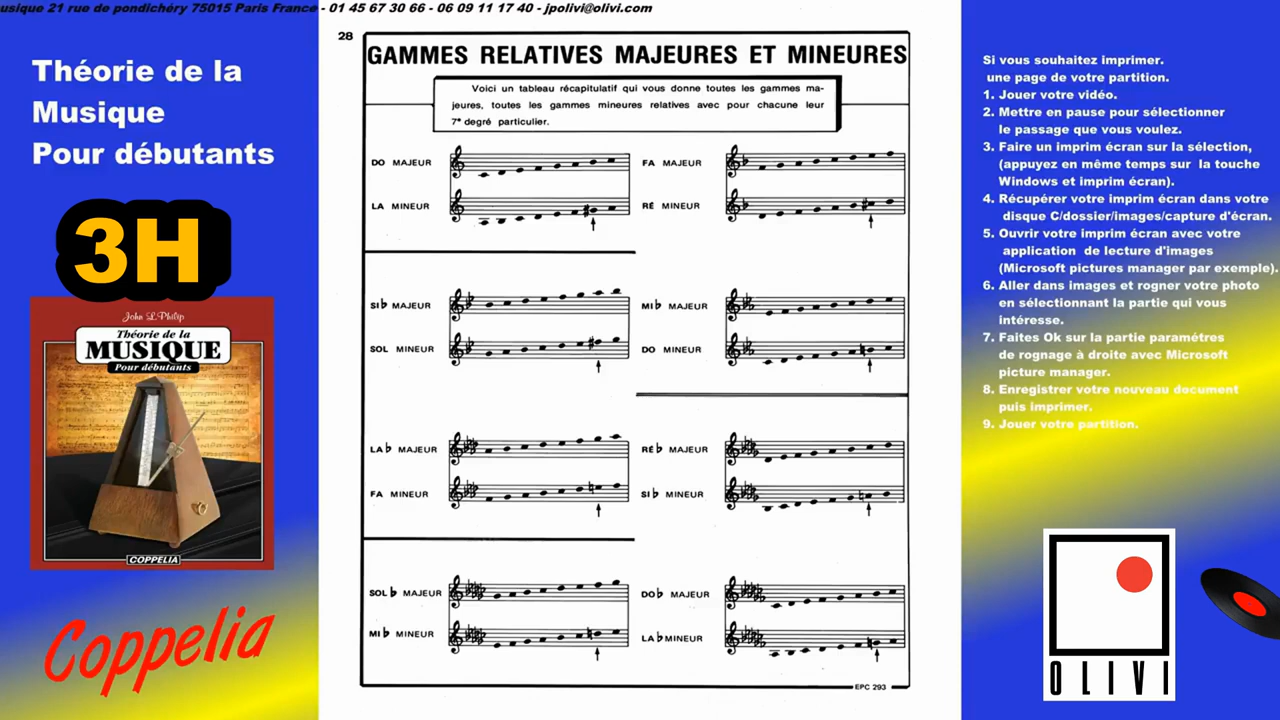 usique 21 rue de pondichéry 75015 Paris France - 01 45 67 30 66 - 06 09 11 17 40 - jpolivi@olivi.com
Théorie de la
Musique
Pour débutants
3H
John L. Philip
Théorie de la
MUSIQUE
Pour débutants
COPPELIA
Coppelia
28
GAMMES RELATIVES MAJEURES ET MINEURES
Voici un tableau récapitulatif qui vous donne toutes les gammes ma-
jeures, toutes les gammes mineures relatives avec pour chacune leur
7e degré particulier.
DO MAJEUR
LA MINEUR
FA MAJEUR
RÉ MINEUR
SI♭ MAJEUR
SOL MINEUR
MI♭ MAJEUR
DO MINEUR
LA♭ MAJEUR
FA MINEUR
RÉ♭ MAJEUR
SI♭ MINEUR
SOL♭ MAJEUR
MI♭ MINEUR
DO♭ MAJEUR
LA♭ MINEUR
EPC 293
Si vous souhaitez imprimer.
une page de votre partition.
1. Jouer votre vidéo.
2. Mettre en pause pour sélectionner
le passage que vous voulez.
3. Faire un imprim écran sur la sélection,
(appuyez en même temps sur la touche
Windows et imprim écran).
4. Récupérer votre imprim écran dans votre
disque C/dossier/images/capture d'écran.
5. Ouvrir votre imprim écran avec votre
application de lecture d'images
(Microsoft pictures manager par exemple).
6. Aller dans images et rogner votre photo
en sélectionnant la partie qui vous
intéresse.
7. Faites Ok sur la partie paramétres
de rognage à droite avec Microsoft
picture manager.
8. Enregistrer votre nouveau document
puis imprimer.
9. Jouer votre partition.
OLIVI